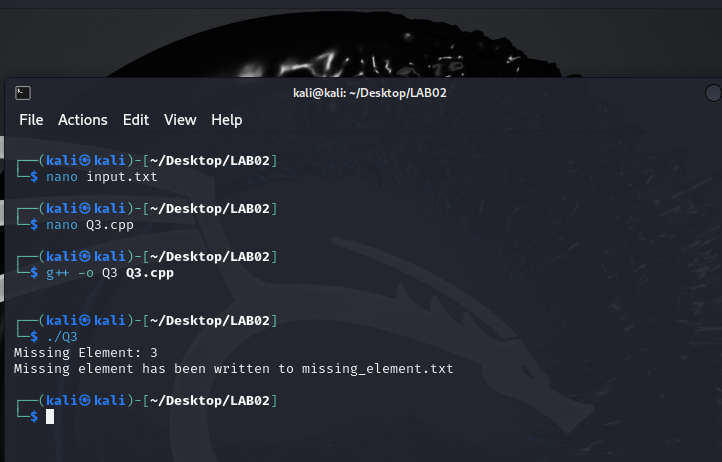 kali@kali: ~/Desktop/LAB02
File Actions Edit View Help
┌──(kali㉿kali)-[~/Desktop/LAB02]
└─$ nano input.txt
┌──(kali㉿kali)-[~/Desktop/LAB02]
└─$ nano Q3.cpp
┌──(kali㉿kali)-[~/Desktop/LAB02]
└─$ g++ -o Q3 Q3.cpp
┌──(kali㉿kali)-[~/Desktop/LAB02]
└─$ ./Q3
Missing Element: 3
Missing element has been written to missing_element.txt
┌──(kali㉿kali)-[~/Desktop/LAB02]
└─$